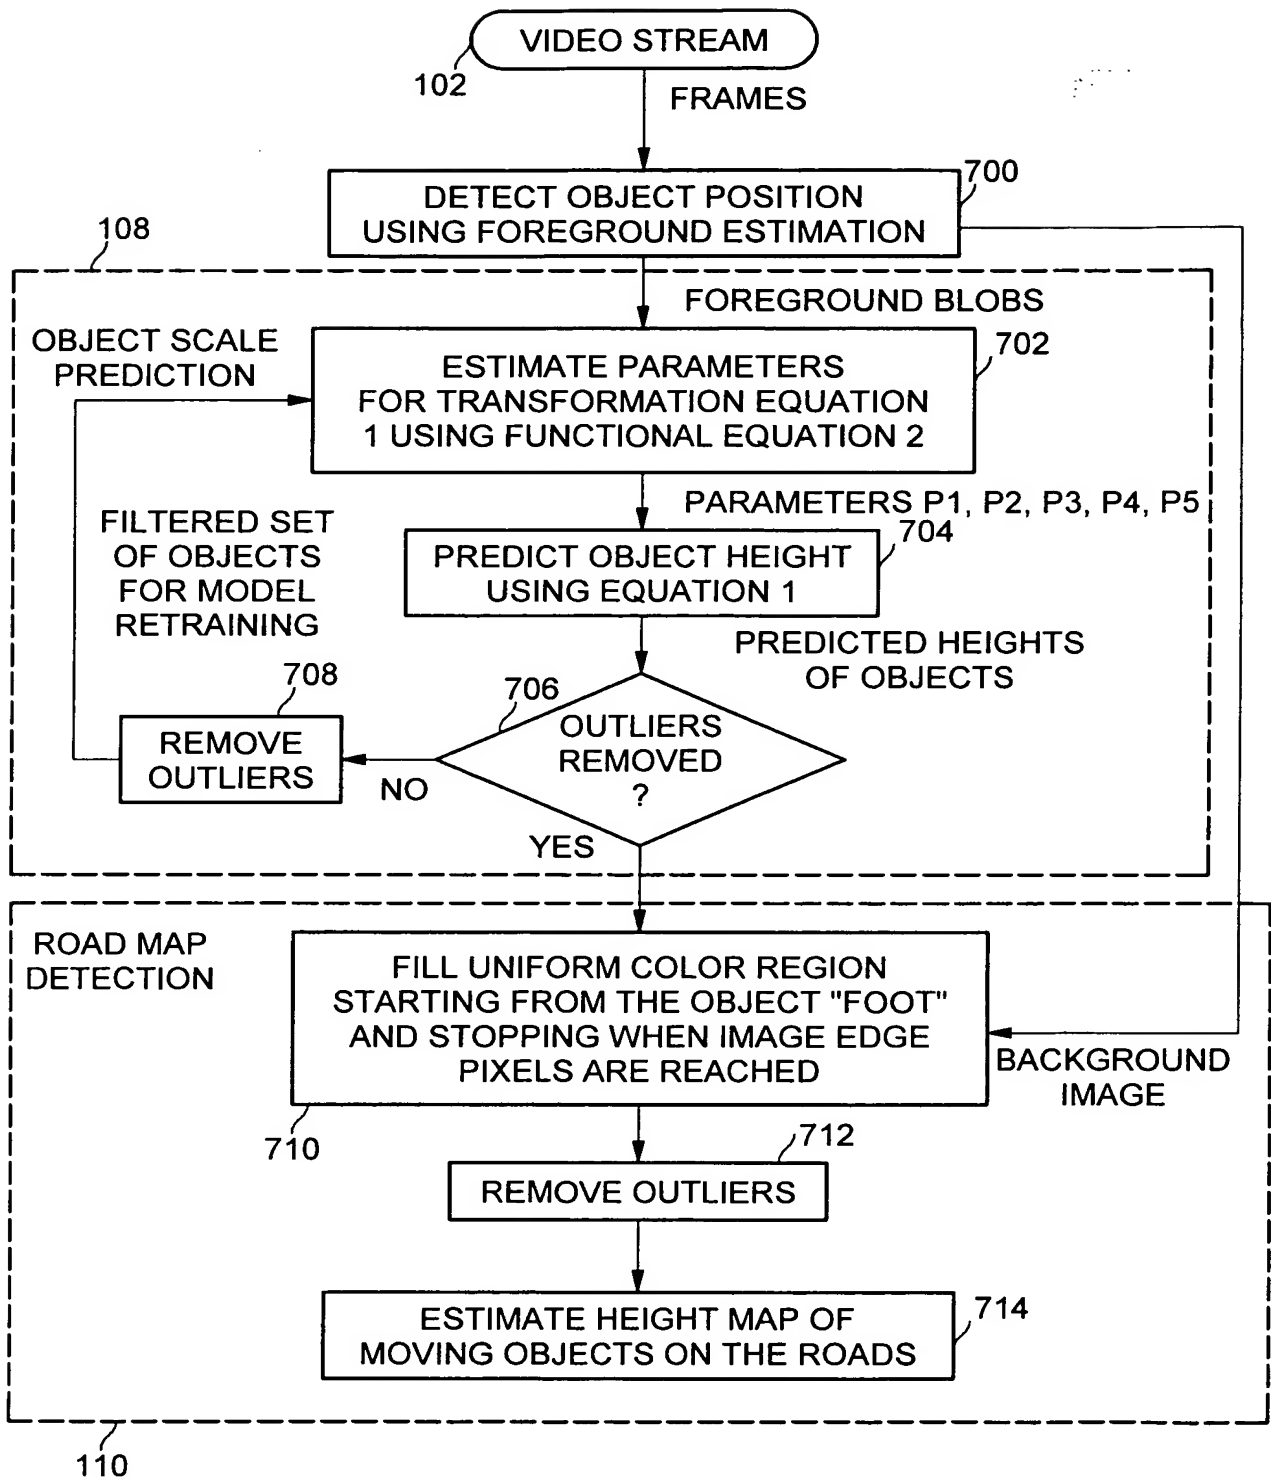 VIDEO STREAM
102
FRAMES
700
DETECT OBJECT POSITION
USING FOREGROUND ESTIMATION
108
FOREGROUND BLOBS
OBJECT SCALE
PREDICTION
702
ESTIMATE PARAMETERS
FOR TRANSFORMATION EQUATION
1 USING FUNCTIONAL EQUATION 2
PARAMETERS P1, P2, P3, P4, P5
FILTERED SET
OF OBJECTS
FOR MODEL
RETRAINING
704
PREDICT OBJECT HEIGHT
USING EQUATION 1
PREDICTED HEIGHTS
OF OBJECTS
708
706
REMOVE
OUTLIERS
NO
OUTLIERS
REMOVED
?
YES
ROAD MAP
DETECTION
FILL UNIFORM COLOR REGION
STARTING FROM THE OBJECT "FOOT"
AND STOPPING WHEN IMAGE EDGE
PIXELS ARE REACHED
BACKGROUND
IMAGE
710
712
REMOVE OUTLIERS
714
ESTIMATE HEIGHT MAP OF
MOVING OBJECTS ON THE ROADS
110